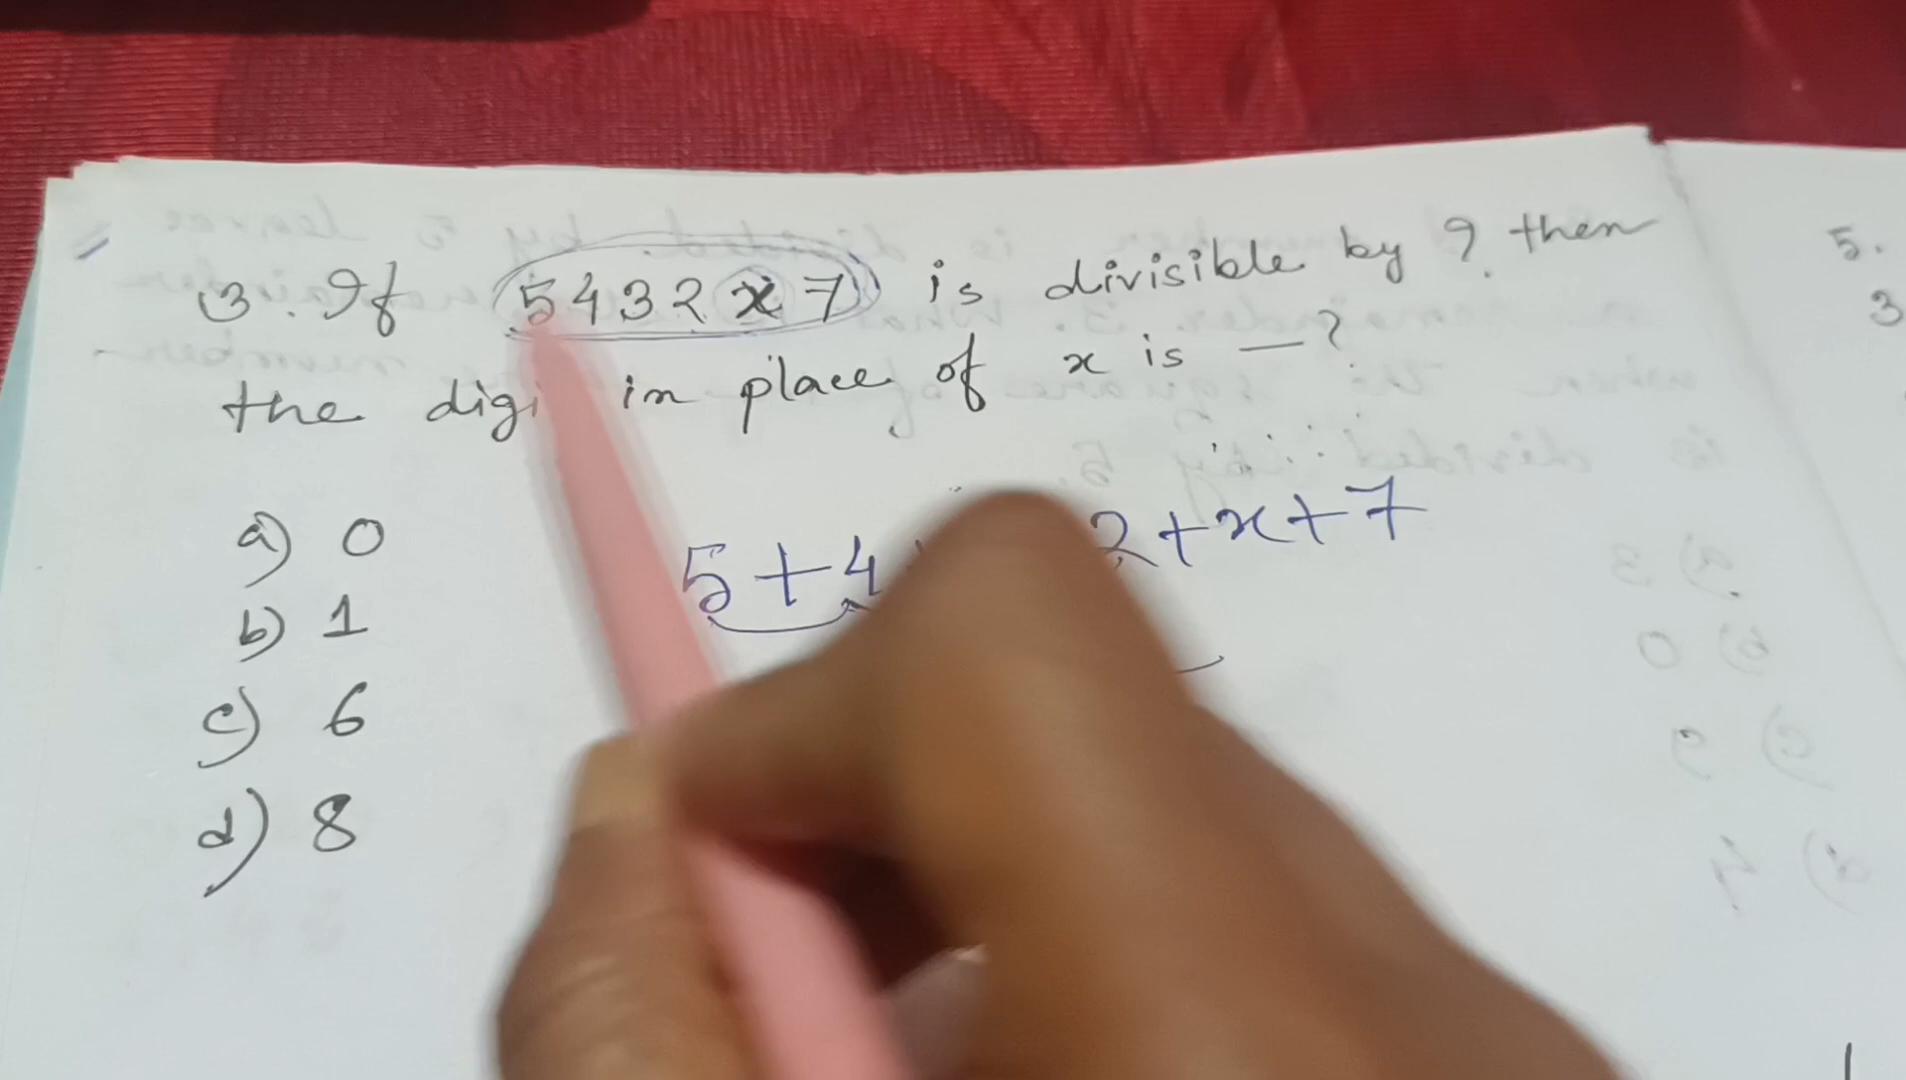 3. If 5432x7 is divisible by 9. then
the digi in place of x is — ?
a) 0
b) 1
c) 6
d) 8
5+4 2+x+7
5.
3